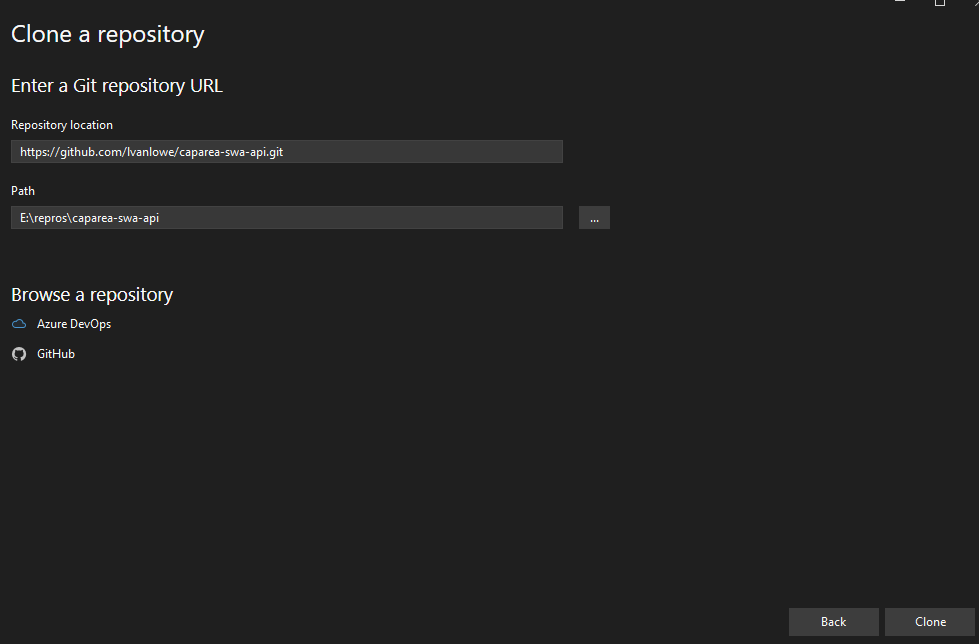 Clone a repository
Enter a Git repository URL
Repository location
https://github.com/lvanlowe/caparea-swa-api.git
Path
E:\repros\caparea-swa-api
...
Browse a repository
Azure DevOps
GitHub
Back
Clone